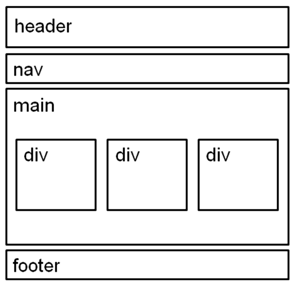 header
nav
main
div div div
footer